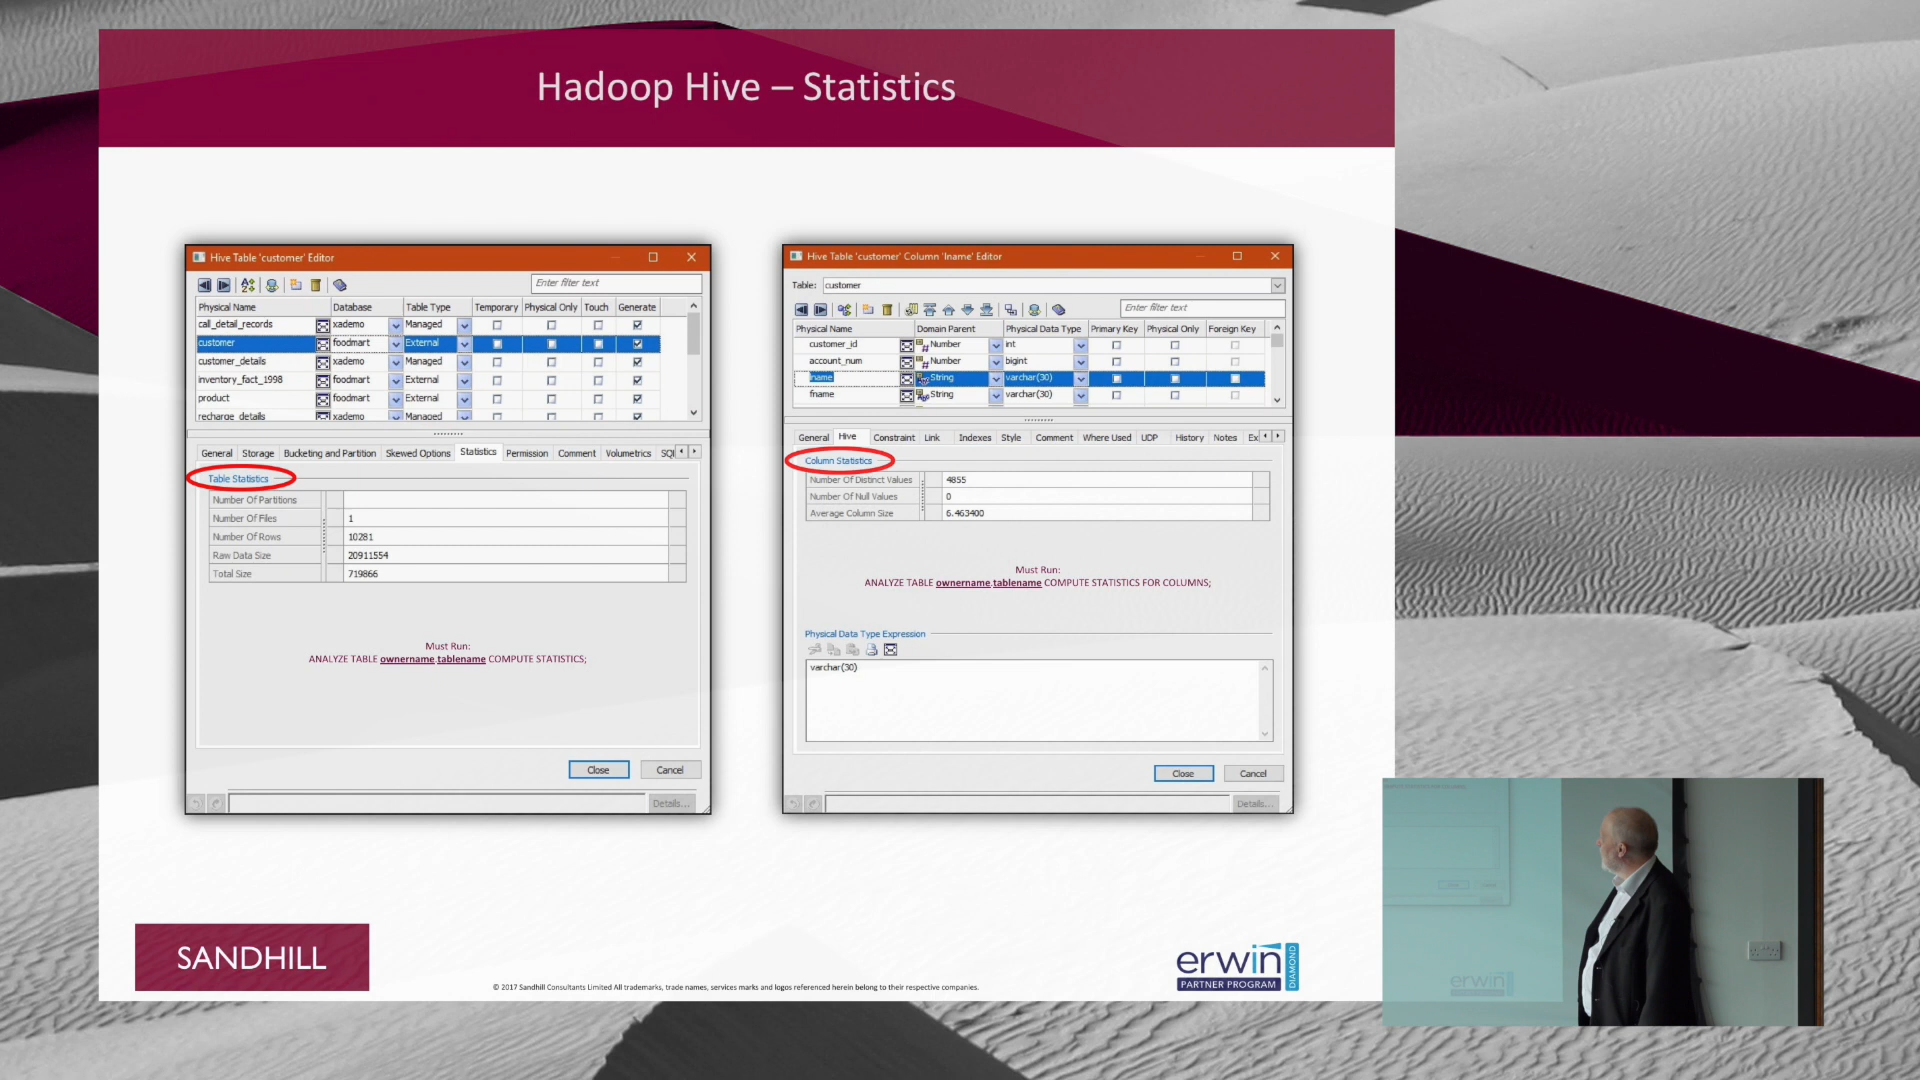 Hadoop Hive – Statistics
Hive Table 'customer' Editor
Enter filter text
Physical Name Database Table Type Temporary Physical Only Touch Generate
call_detail_records xademo Managed
customer foodmart External
customer_details xademo Managed
inventory_fact_1998 foodmart External
product foodmart External
recharge_details xademo Managed
General Storage Bucketing and Partition Skewed Options Statistics Permission Comment Volumetrics SQL
Table Statistics
Number Of Partitions
Number Of Files 1
Number Of Rows 10281
Raw Data Size 20911554
Total Size 719866
Must Run:
ANALYZE TABLE ownername.tablename COMPUTE STATISTICS;
Close Cancel
Details...
Hive Table 'customer' Column 'lname' Editor
Table: customer
Enter filter text
Physical Name Domain Parent Physical Data Type Primary Key Physical Only Foreign Key
customer_id Number int
account_num Number bigint
lname String varchar(30)
fname String varchar(30)
General Hive Constraint Link Indexes Style Comment Where Used UDP History Notes Ex
Column Statistics
Number Of Distinct Values 4855
Number Of Null Values 0
Average Column Size 6.463400
Must Run:
ANALYZE TABLE ownername.tablename COMPUTE STATISTICS FOR COLUMNS;
Physical Data Type Expression
varchar(30)
Close Cancel
Details...
SANDHILL
© 2017 Sandhill Consultants Limited All trademarks, trade names, services marks and logos referenced herein belong to their respective companies.
erwin
PARTNER PROGRAM
DIAMOND
erwin